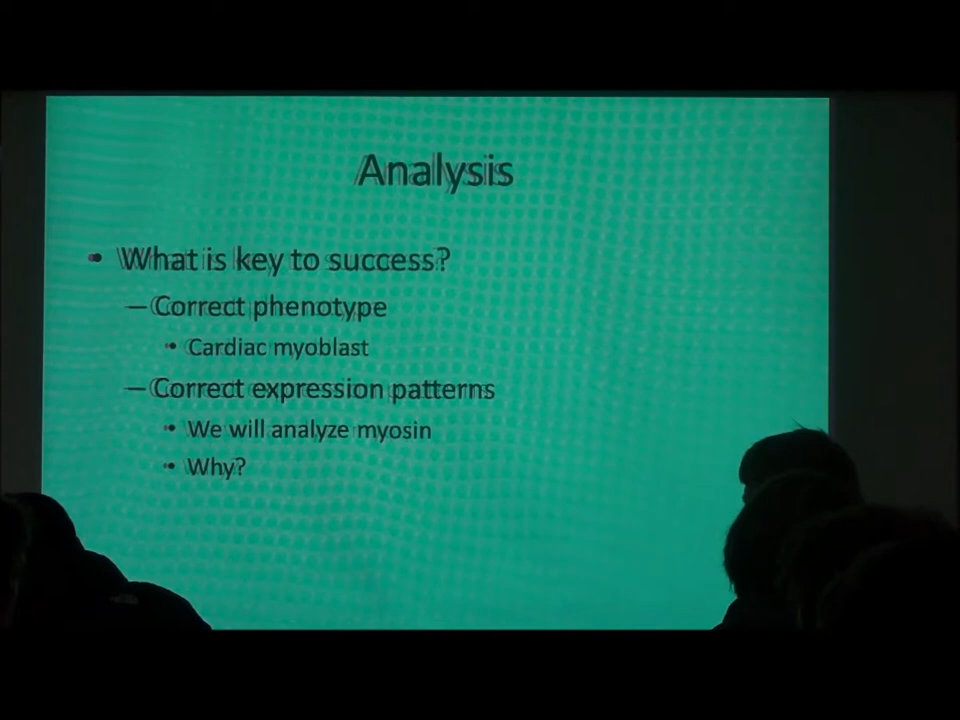 Analysis
• What is key to success?
– Correct phenotype
• Cardiac myoblast
– Correct expression patterns
• We will analyze myosin
• Why?